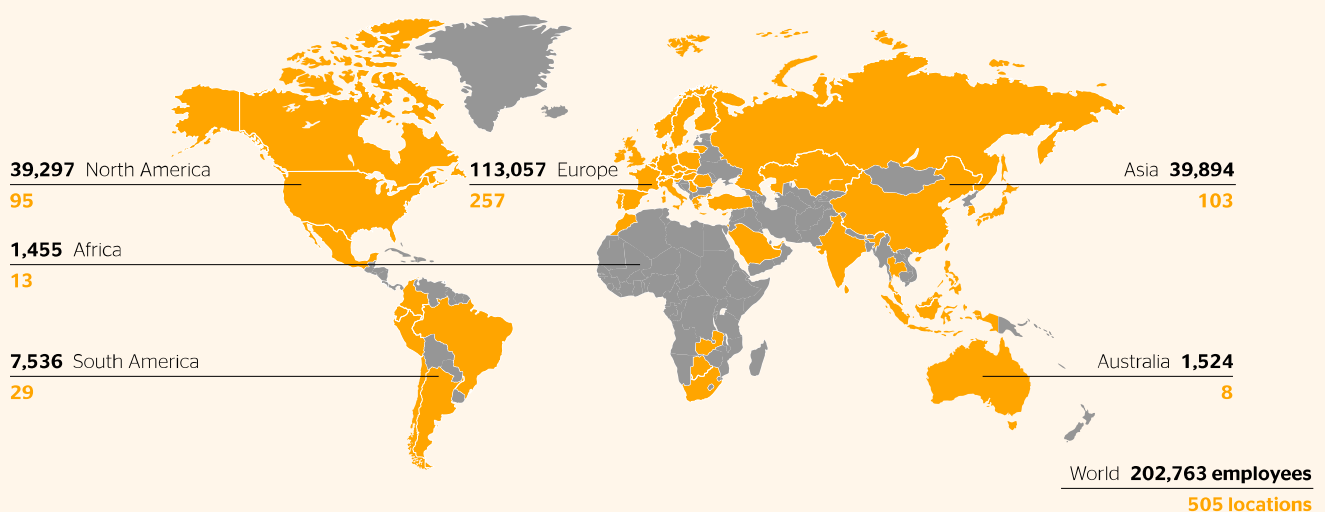 39,297 North America
95
113,057 Europe
257
Asia 39,894
103
1,455 Africa
13
7,536 South America
29
Australia 1,524
8
World 202,763 employees
505 locations